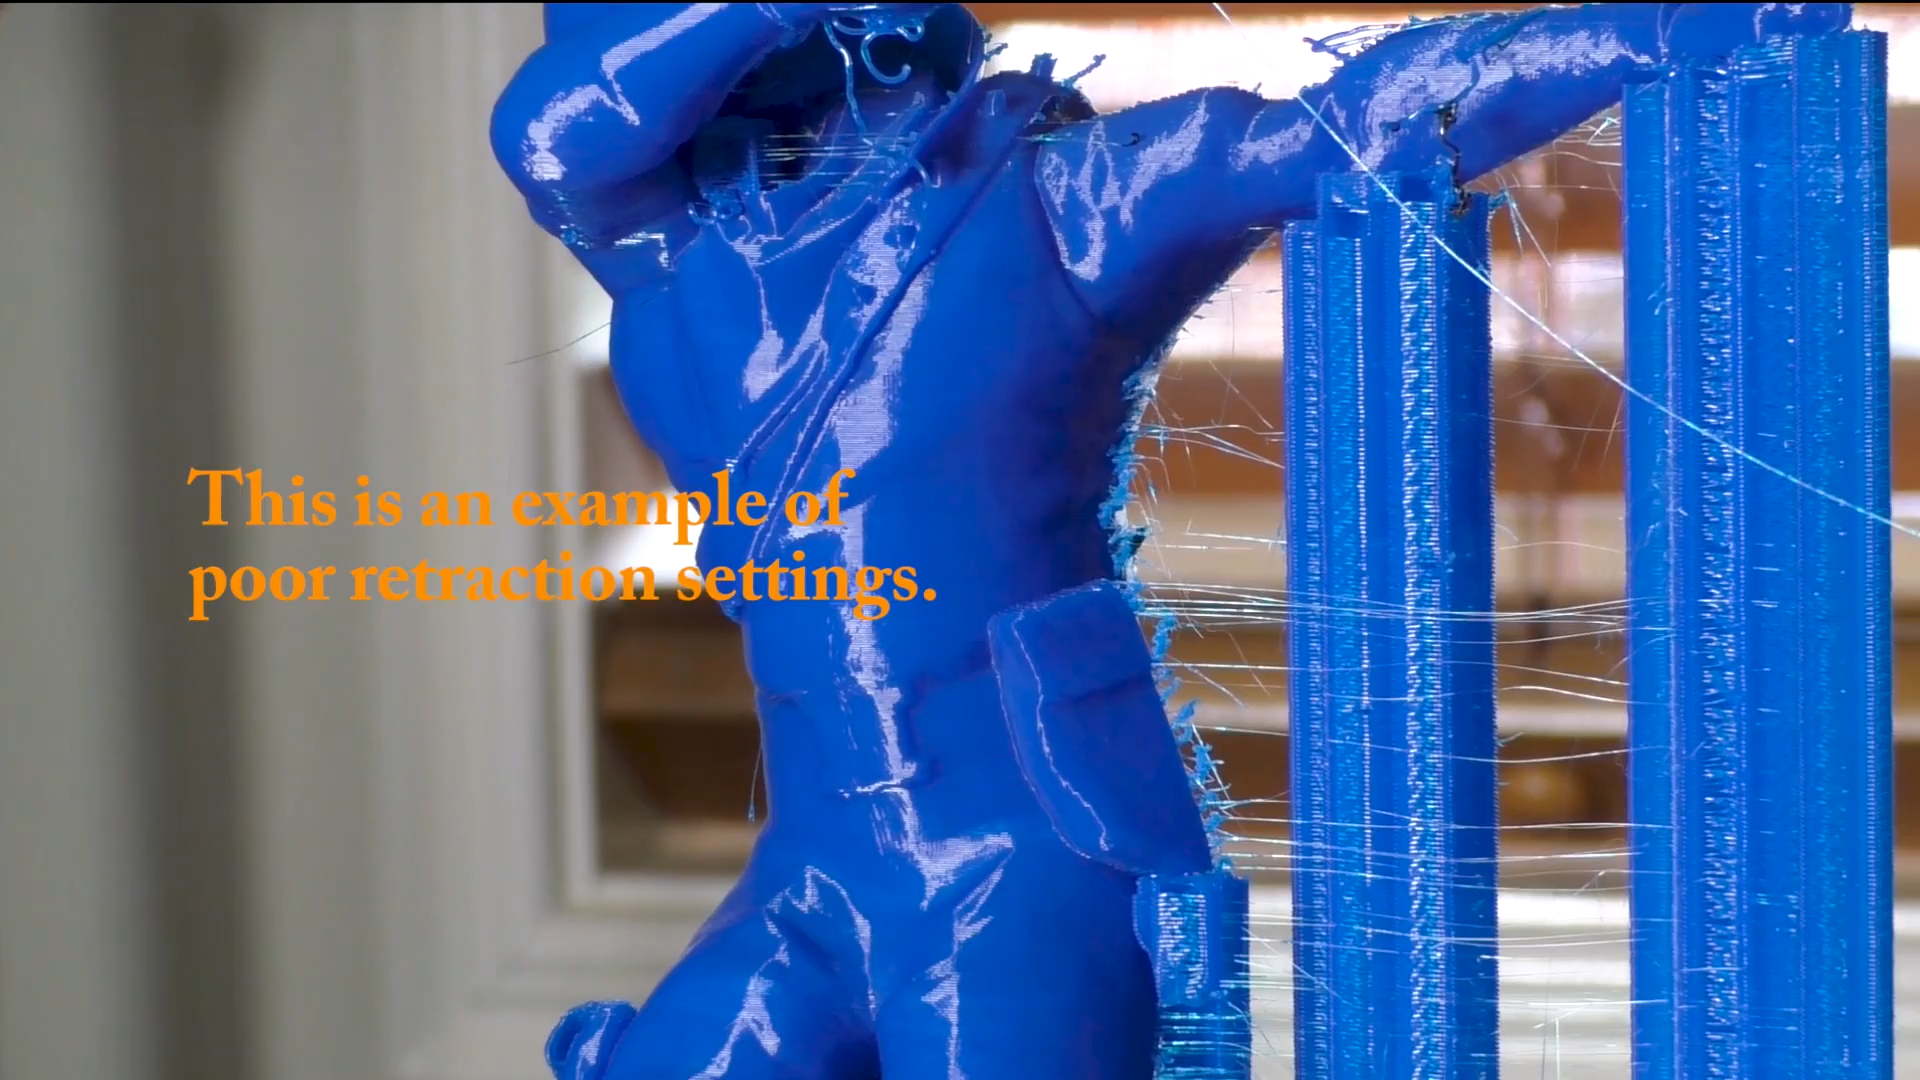 This is an example of
poor retraction settings.